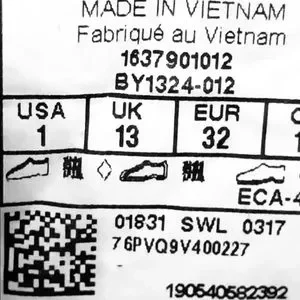 MADE IN VIETNAM
Fabriqué au Vietnam
1637901012
BY1324-012
USA UK EUR
1 13 32
ECA-4
01831 SWL 0317
76PVQ9V400227
190540582392